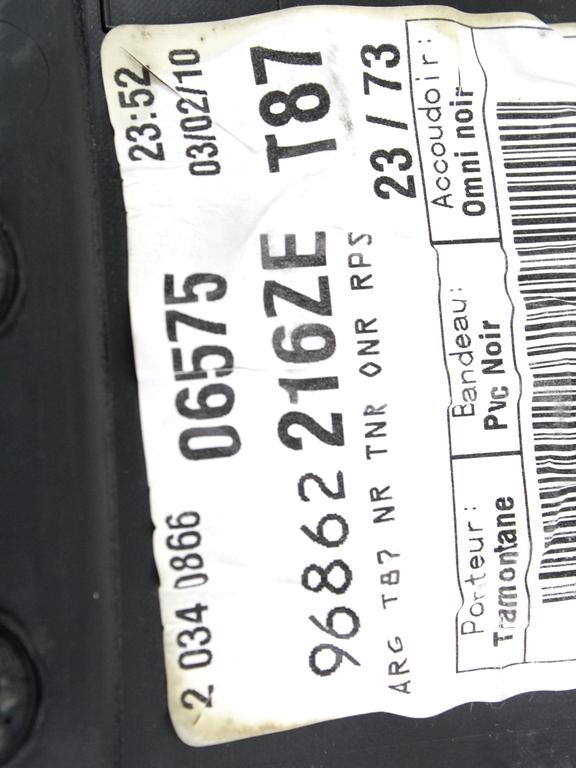 2 034 0866 06575 23:52
03/02/10
96862 216ZE T87
ARG T87 NR TNR ONR RPS 23 / 73
Porteur: Bandeau: Accoudoir:
Tramontane Pvc Noir Omni noir